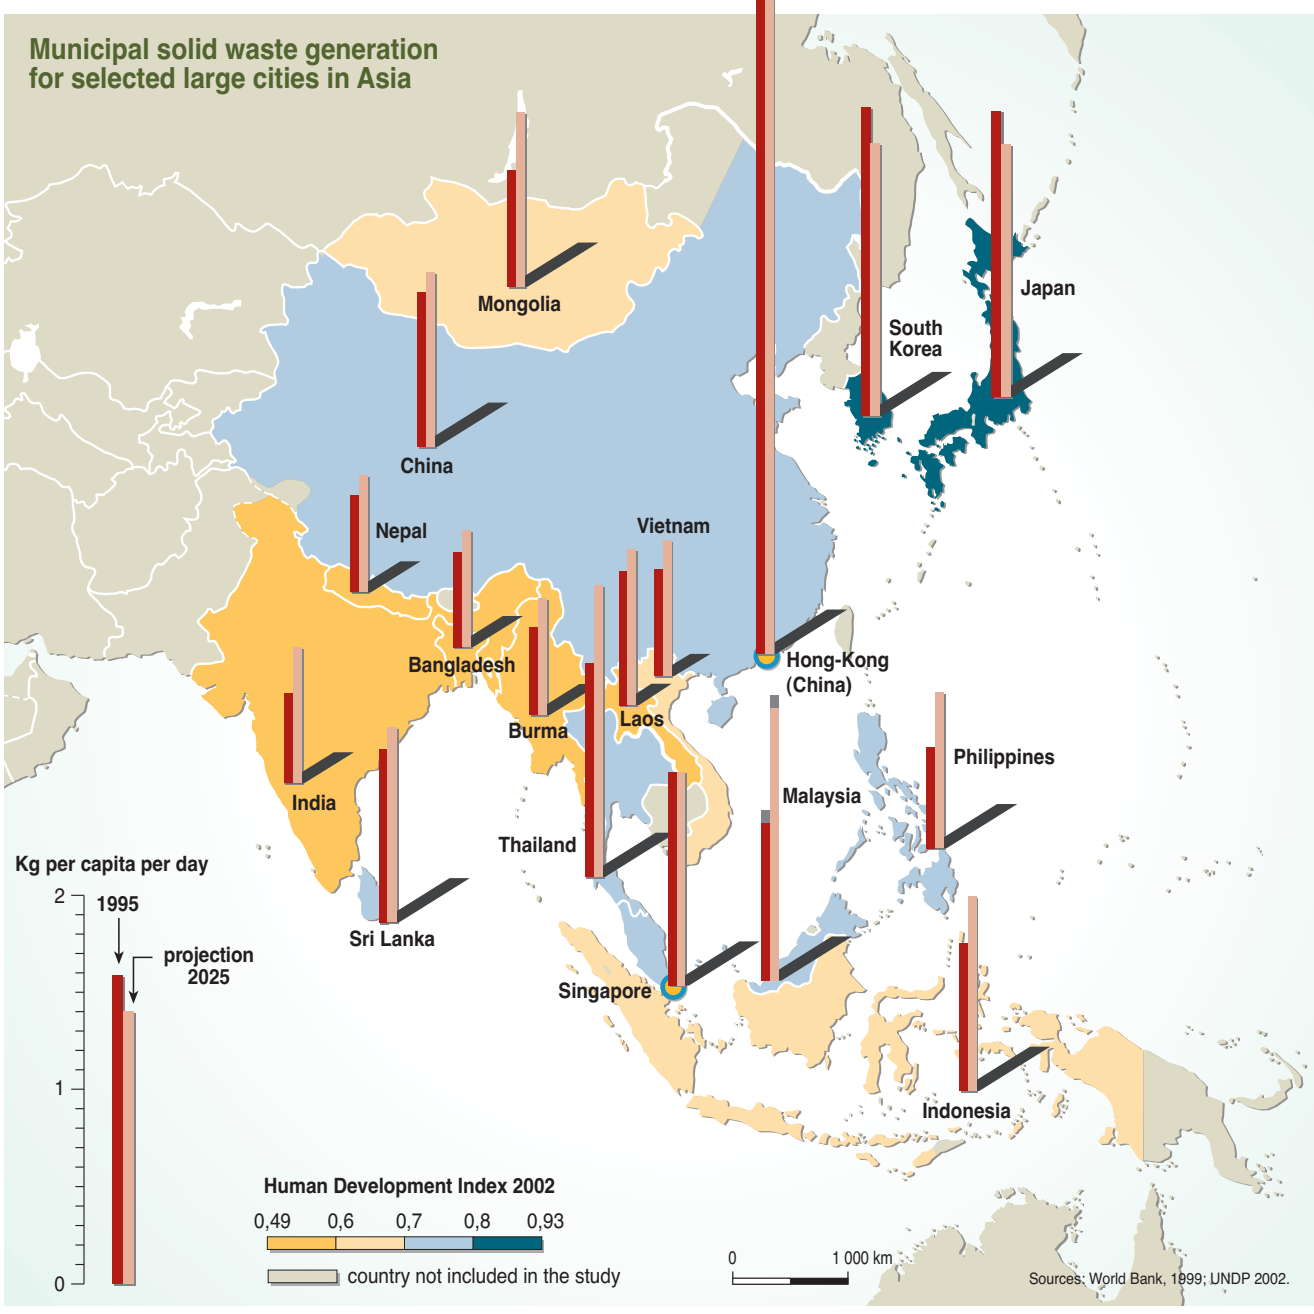 Municipal solid waste generation
for selected large cities in Asia
Mongolia
Japan
South
Korea
China
Nepal
Vietnam
Bangladesh
Hong-Kong
(China)
Laos
Burma
Philippines
India
Malaysia
Thailand
Sri Lanka
Singapore
Indonesia
Kg per capita per day
2
1995
projection
2025
1
0
Human Development Index 2002
0,49 0,6 0,7 0,8 0,93
country not included in the study
0 1 000 km
Sources: World Bank, 1999; UNDP 2002.